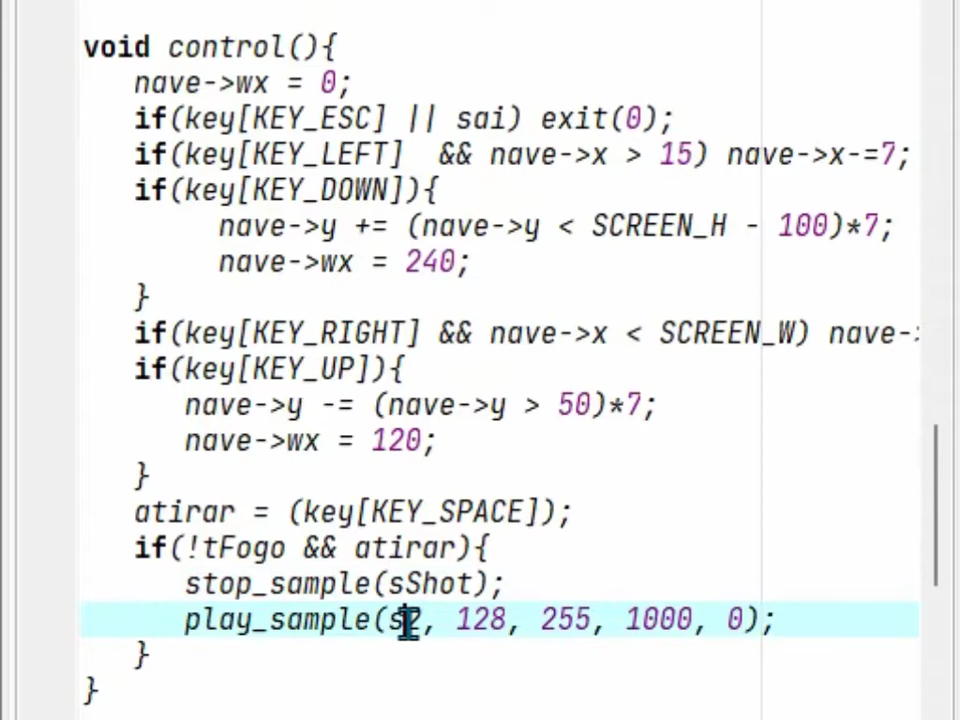 void control(){
nave->wx = 0;
if(key[KEY_ESC] || sai) exit(0);
if(key[KEY_LEFT]  && nave->x > 15) nave->x-=7;
if(key[KEY_DOWN]){
nave->y += (nave->y < SCREEN_H - 100)*7;
nave->wx = 240;
}
if(key[KEY_RIGHT] && nave->x < SCREEN_W) nave->
if(key[KEY_UP]){
nave->y -= (nave->y > 50)*7;
nave->wx = 120;
}
atirar = (key[KEY_SPACE]);
if(!tFogo && atirar){
stop_sample(sShot);
play_sample( , 128, 255, 1000, 0);
}
}